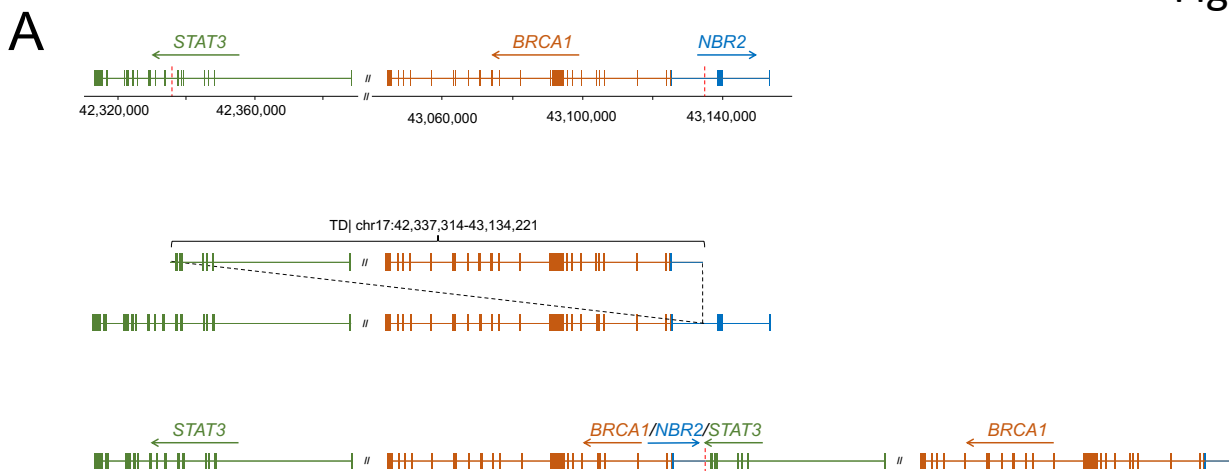 Fig
A
STAT3 BRCA1 NBR2
// 
//
42,320,000 42,360,000 43,060,000 43,100,000 43,140,000
TD| chr17:42,337,314-43,134,221
//
//
STAT3 BRCA1/NBR2/STAT3 BRCA1
// //